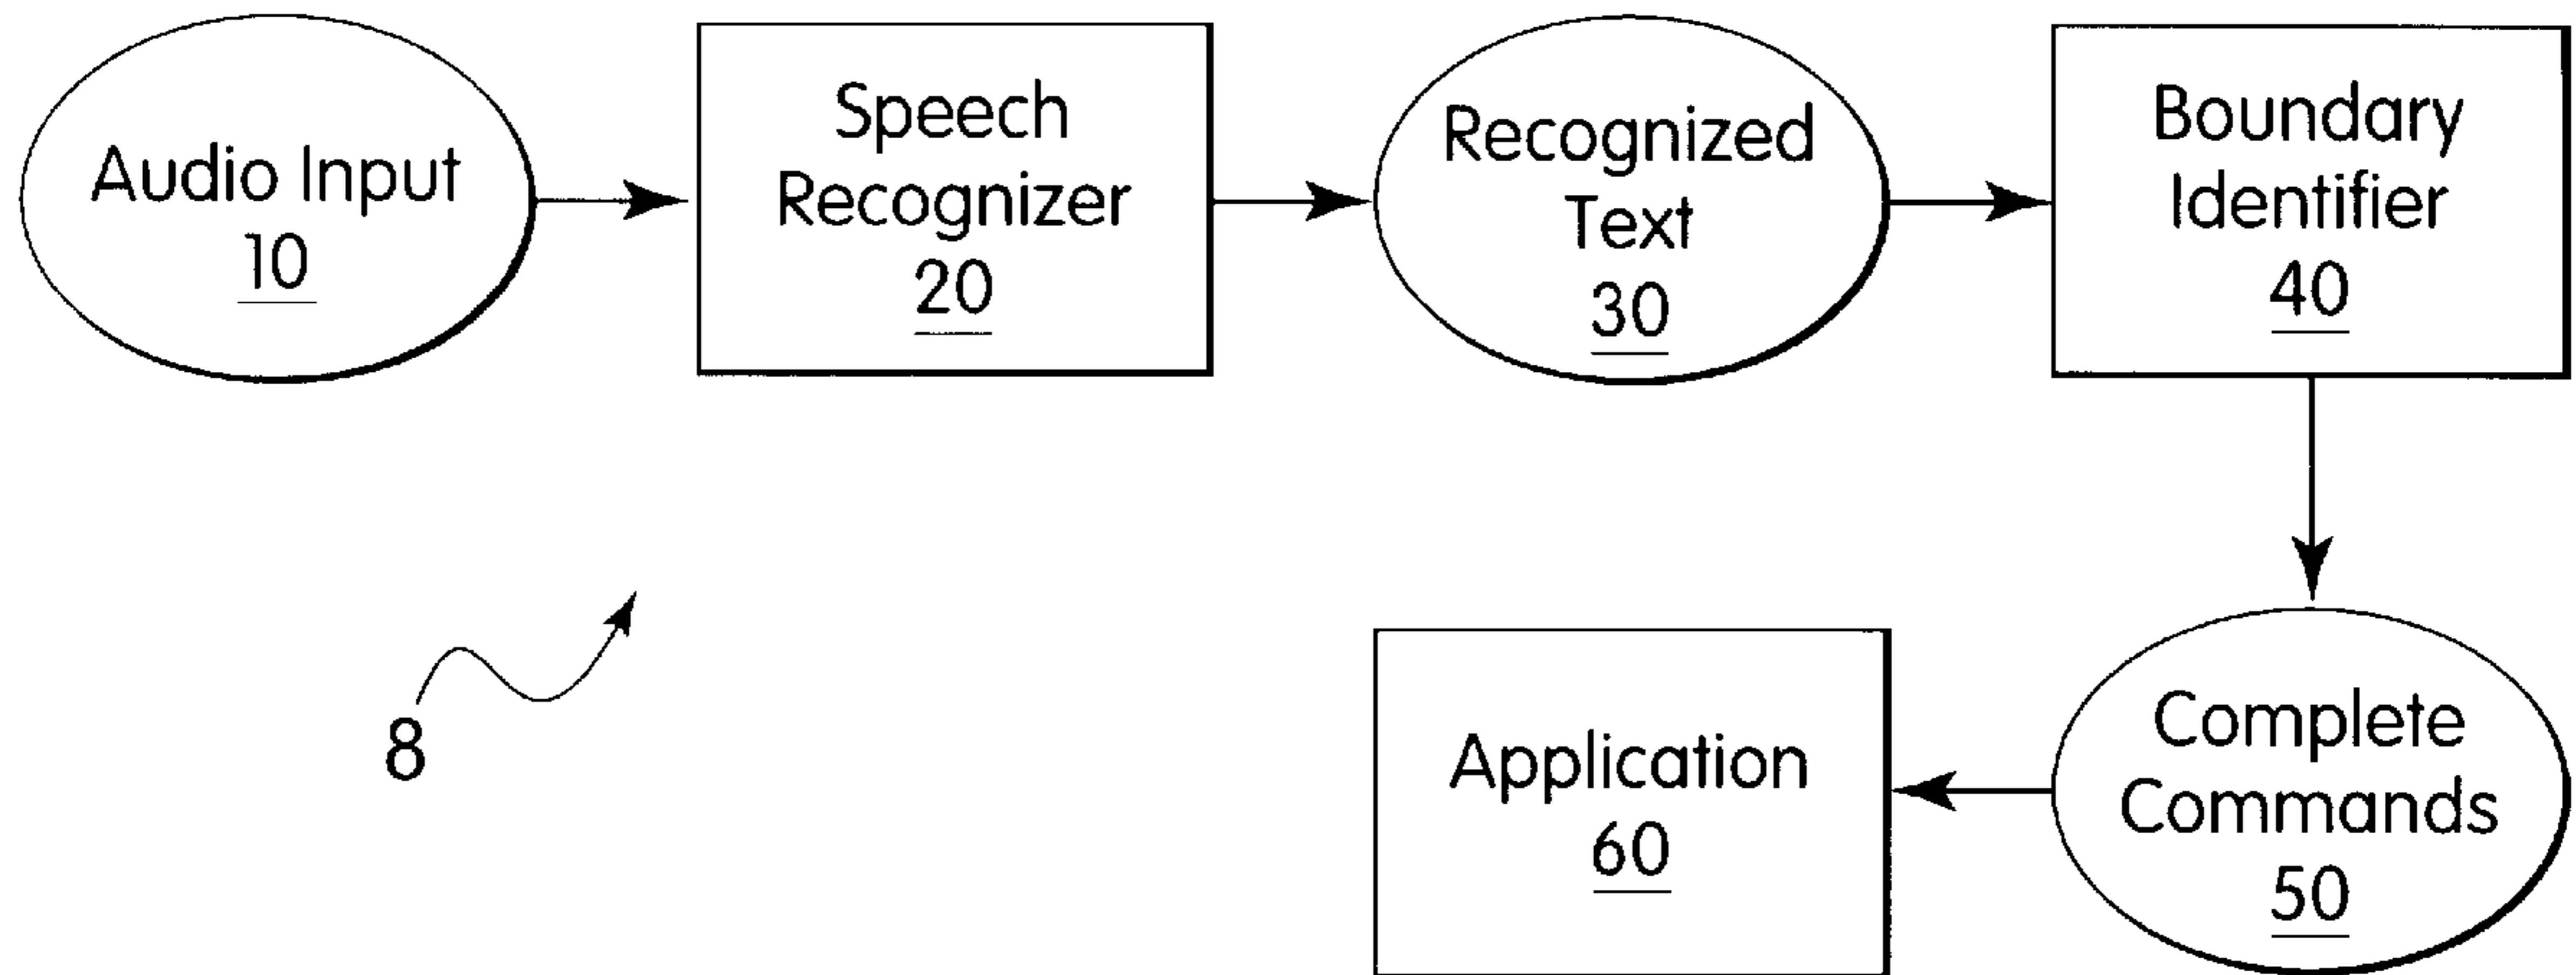 Audio Input
10
Speech
Recognizer
20
Recognized
Text
30
Boundary
Identifier
40
Complete
Commands
50
Application
60
8